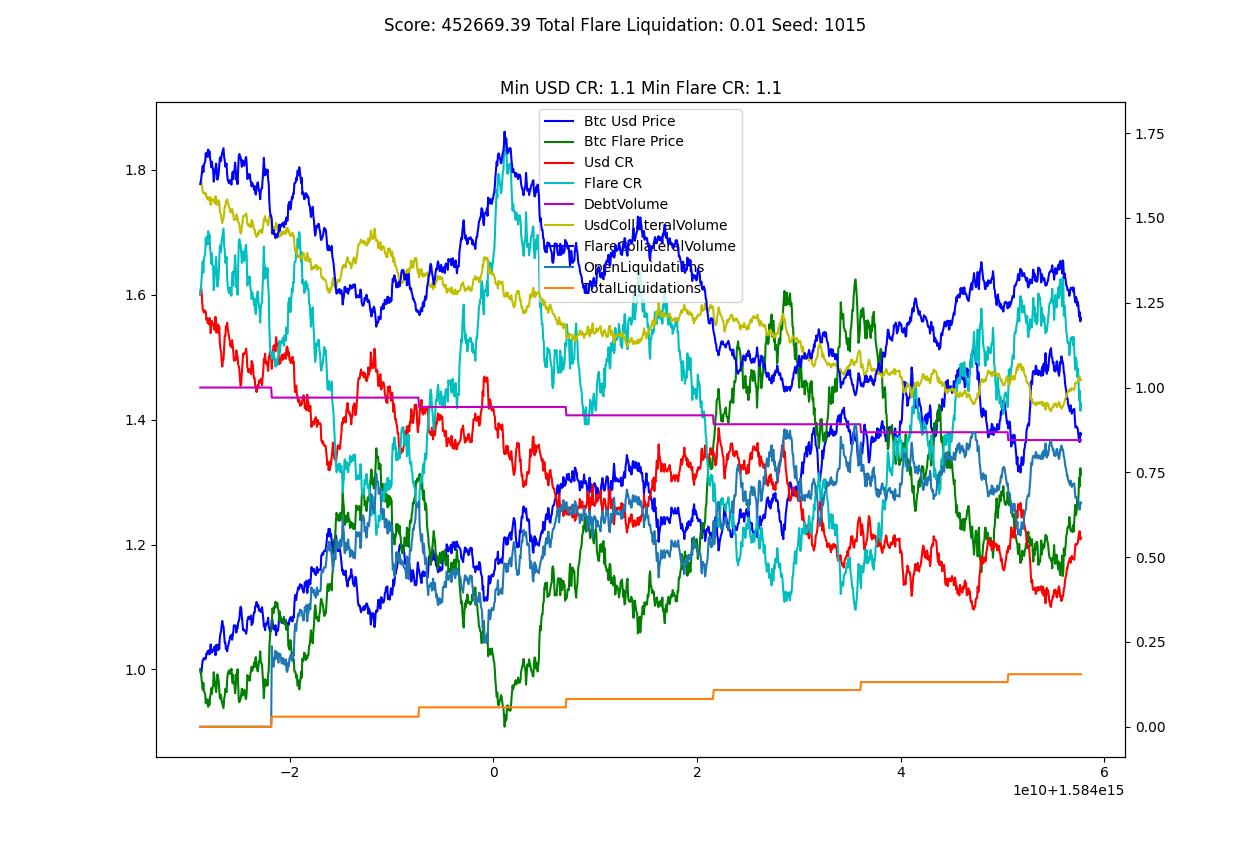 Score: 452669.39 Total Flare Liquidation: 0.01 Seed: 1015
Min USD CR: 1.1 Min Flare CR: 1.1
Btc Usd Price
Btc Flare Price
Usd CR
Flare CR
DebtVolume
UsdCollateralVolume
FlareCollateralVolume
OpenLiquidations
TotalLiquidations
1.8
1.6
1.4
1.2
1.0
1.75
1.50
1.25
1.00
0.75
0.50
0.25
0.00
−2
0
2
4
6
1e10+1.584e15